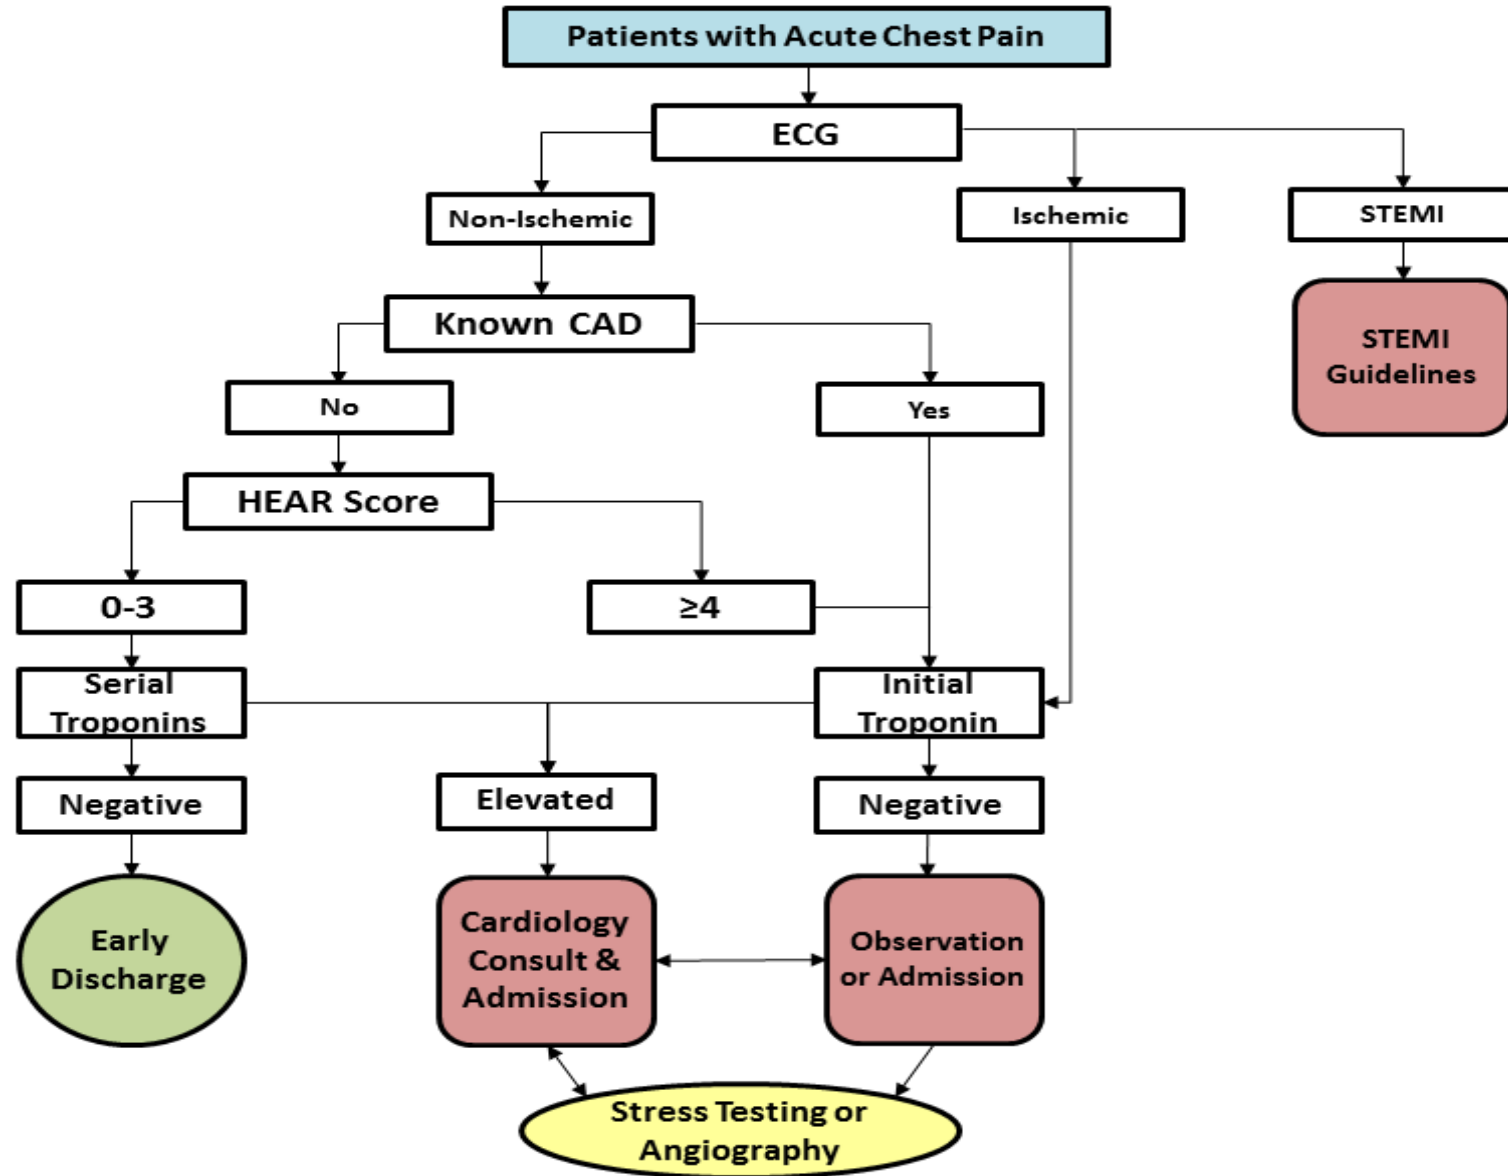 Patients with Acute Chest Pain
ECG
Non-Ischemic
Ischemic
STEMI
Known CAD
STEMI
Guidelines
No
Yes
HEAR Score
0-3
≥4
Serial
Troponins
Initial
Troponin
Negative
Elevated
Negative
Early
Discharge
Cardiology
Consult &
Admission
Observation
or Admission
Stress Testing or
Angiography